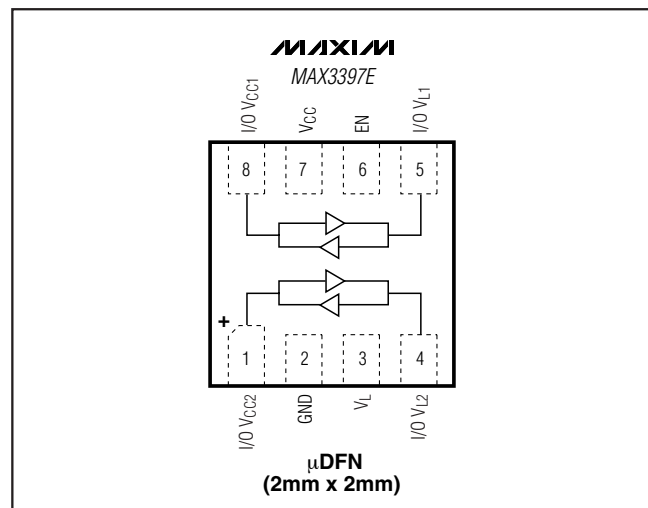 MAXIM
MAX3397E
I/O VCC1
VCC
EN
I/O VL1
8 7 6 5
+
1 2 3 4
I/O VCC2
GND
VL
I/O VL2
µDFN
(2mm x 2mm)